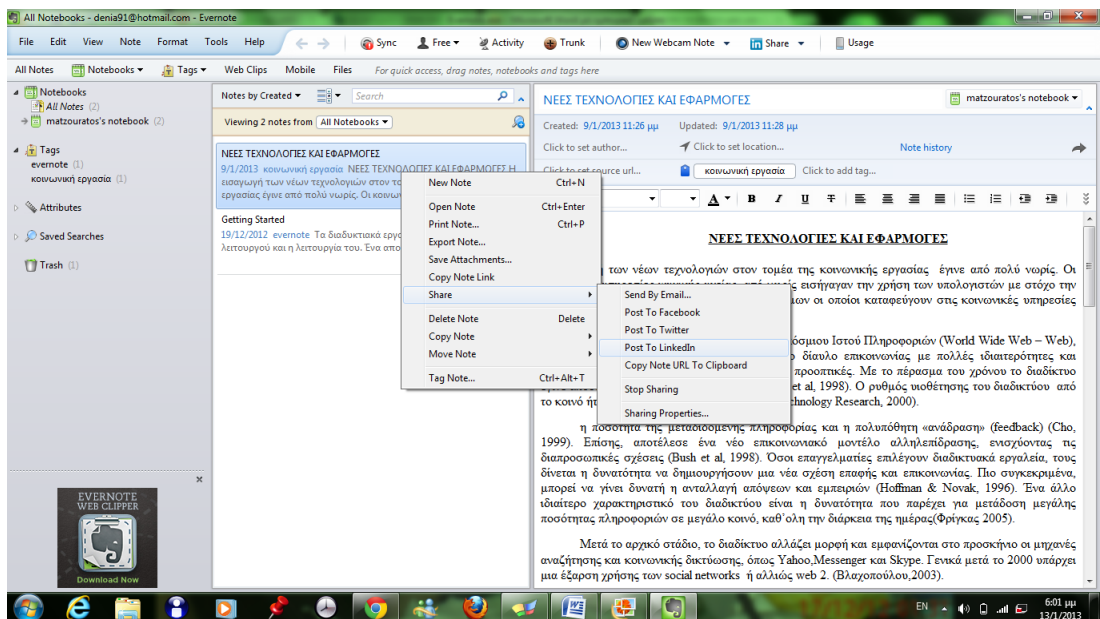 All Notebooks - denia91@hotmail.com - Evernote
File Edit View Note Format Tools Help Sync Free Activity Trunk New Webcam Note Share Usage
All Notes Notebooks Tags Web Clips Mobile Files For quick access, drag notes, notebooks and tags here
Notebooks
All Notes (2)
matzouratos's notebook (2)
Tags
evernote (1)
κοινωνική εργασία (1)
Attributes
Saved Searches
Trash (1)
EVERNOTE
WEB CLIPPER
Download Now
Notes by Created Search
Viewing 2 notes from All Notebooks
ΝΕΕΣ ΤΕΧΝΟΛΟΓΙΕΣ ΚΑΙ ΕΦΑΡΜΟΓΕΣ
9/1/2013 κοινωνική εργασία ΝΕΕΣ ΤΕΧΝΟΛΟΓΙΕΣ ΚΑΙ ΕΦΑΡΜΟΓΕΣ Η
εισαγωγή των νέων τεχνολογιών στον
εργασίας έγινε από πολύ νωρίς. Οι
Getting Started
19/12/2012 evernote Τα διαδυκτιακά
λειτουργού και η λειτουργία του. Ένα
New Note Ctrl+N
Open Note Ctrl+Enter
Print Note... Ctrl+P
Export Note...
Save Attachments...
Copy Note Link
Share
Delete Note Delete
Copy Note
Move Note
Tag Note... Ctrl+Alt+T
Send By Email...
Post To Facebook
Post To Twitter
Post To LinkedIn
Copy Note URL To Clipboard
Stop Sharing
Sharing Properties...
ΝΕΕΣ ΤΕΧΝΟΛΟΓΙΕΣ ΚΑΙ ΕΦΑΡΜΟΓΕΣ matzouratos's notebook
Created: 9/1/2013 11:26 μμ Updated: 9/1/2013 11:28 μμ
Click to set author... Click to set location... Note history
Click to set source url... κοινωνική εργασία Click to add tag...
B I U T
ΝΕΕΣ ΤΕΧΝΟΛΟΓΙΕΣ ΚΑΙ ΕΦΑΡΜΟΓΕΣ
των νέων τεχνολογιών στον τομέα της κοινωνικής εργασίας έγινε από πολύ νωρίς. Οι
εισήγαγαν την χρήση των υπολογιστών με στόχο την
οι οποίοι καταφεύγουν στις κοινωνικές υπηρεσίες
Ιστού Πληροφοριών (World Wide Web – Web),
δίαυλο επικοινωνίας με πολλές ιδιαιτερότητες και
προοπτικές. Με το πέρασμα του χρόνου το διαδίκτυο
et al, 1998). Ο ρυθμός υιοθέτησης του διαδικτύου από
το κοινό Research, 2000).
η ποσότητα της μεταδιδόμενης πληροφορίας και η πολυπόθητη «ανάδραση» (feedback) (Cho,
1999). Επίσης, αποτέλεσε ένα νέο επικοινωνιακό μοντέλο αλληλεπίδρασης, ενισχύοντας τις
διαπροσωπικές σχέσεις (Bush et al, 1998). Όσοι επαγγελματίες επιλέγουν διαδικτυακά εργαλεία, τους
δίνεται η δυνατότητα να δημιουργήσουν μια νέα σχέση επαφής και επικοινωνίας. Πιο συγκεκριμένα,
μπορεί να γίνει δυνατή η ανταλλαγή απόψεων και εμπειριών (Hoffman & Novak, 1996). Ένα άλλο
ιδιαίτερο χαρακτηριστικό του διαδικτύου είναι η δυνατότητα που παρέχει για μετάδοση μεγάλης
ποσότητας πληροφοριών σε μεγάλο κοινό, καθ΄ολη την διάρκεια της ημέρας(Φρίγκας 2005).
Μετά το αρχικό στάδιο, το διαδίκτυο αλλάζει μορφή και εμφανίζονται στο προσκήνιο οι μηχανές
αναζήτησης και κοινωνικής δικτύωσης, όπως Yahoo,Messenger και Skype. Γενικά μετά το 2000 υπάρχει
μια έξαρση χρήσης των social networks ή αλλιώς web 2. (Βλαχοπούλου,2003).
EN 6:01 μμ
13/1/2013